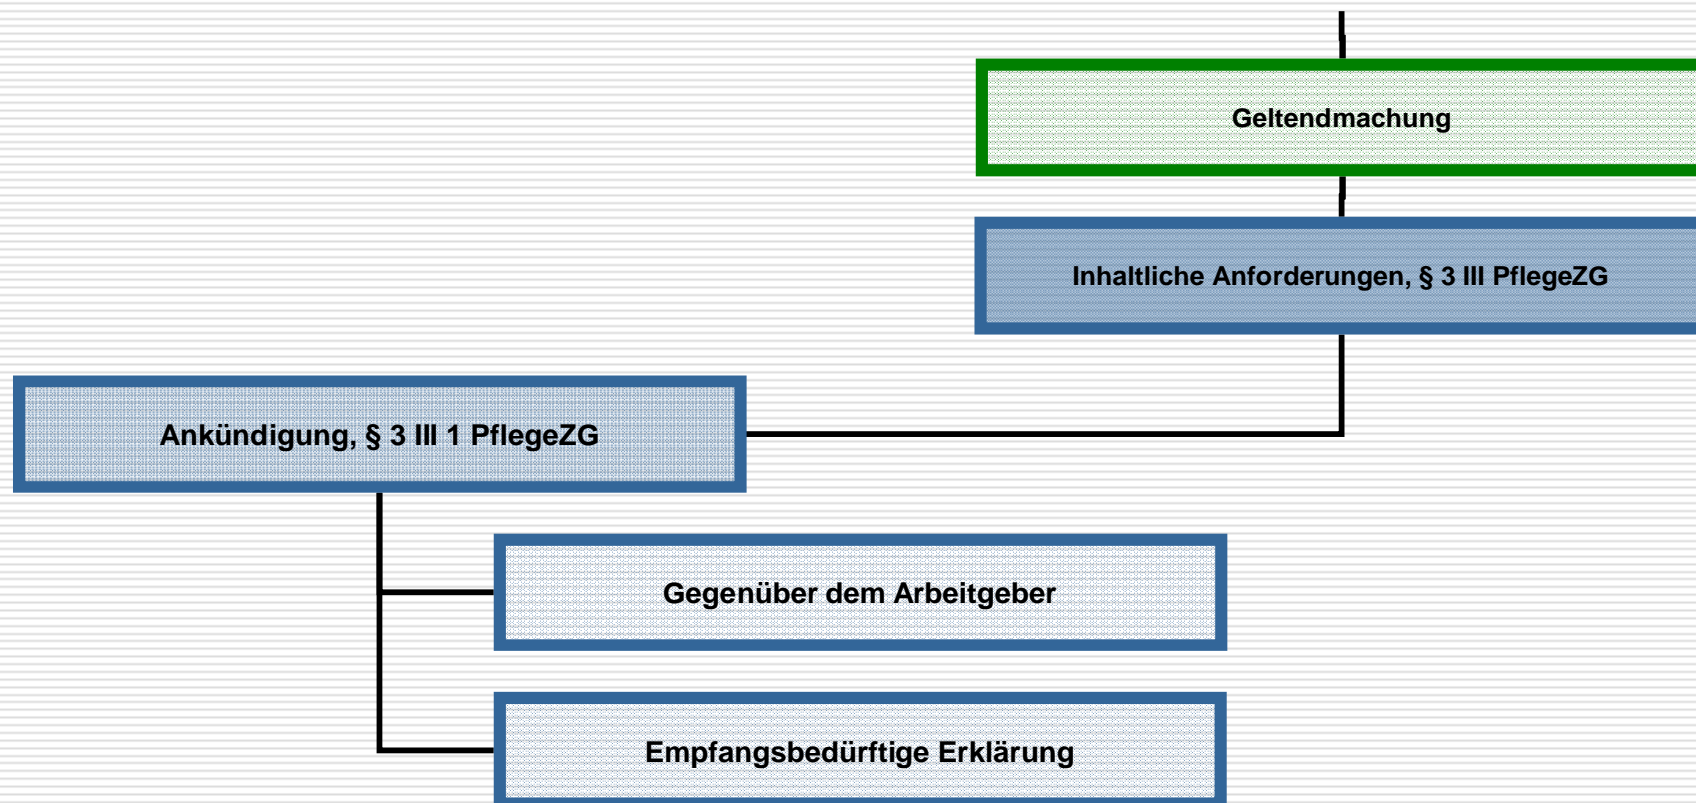 Geltendmachung
Inhaltliche Anforderungen, § 3 III PflegeZG
Ankündigung, § 3 III 1 PflegeZG
Gegenüber dem Arbeitgeber
Empfangsbedürftige Erklärung